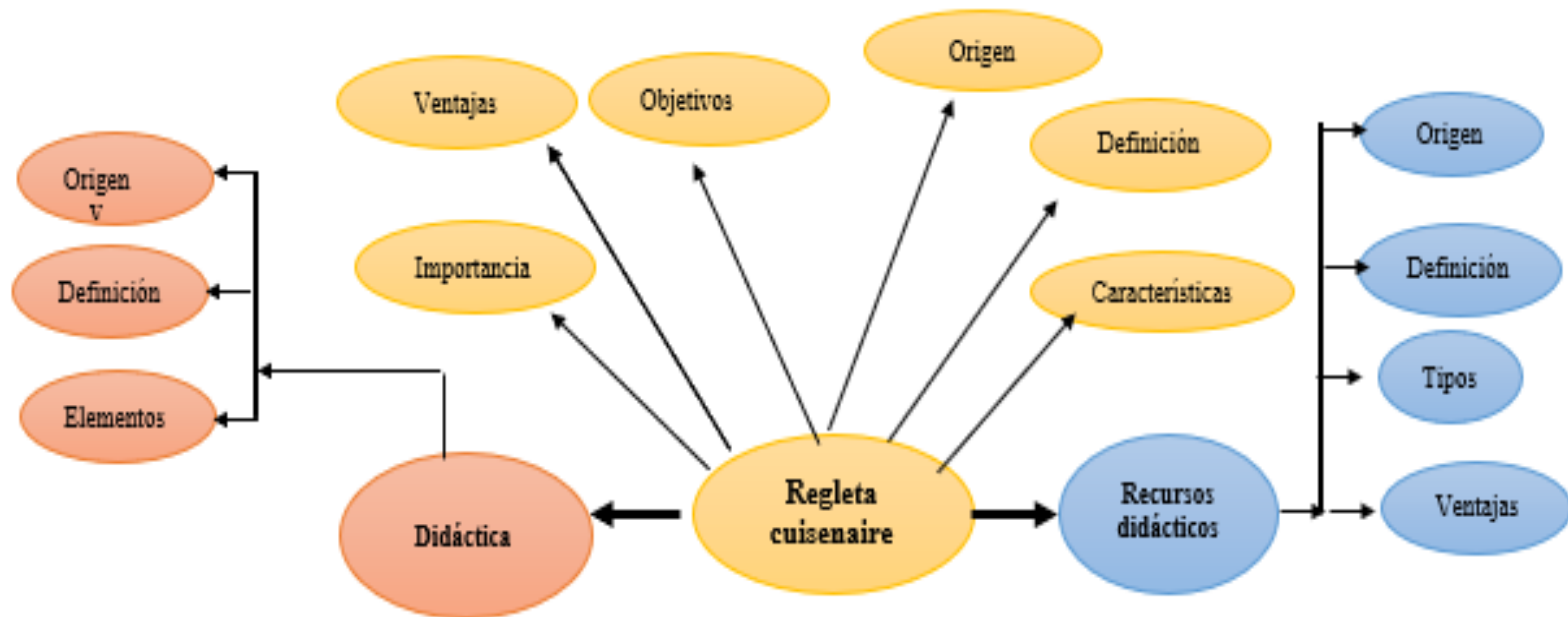 Origen
Ventajas
Objetivos
Definición
Origen
Origen
v
Importancia
Definición
Definición
Características
Elementos
Tipos
Regleta
cuisenaire
Recursos
didácticos
Ventajas
Didáctica